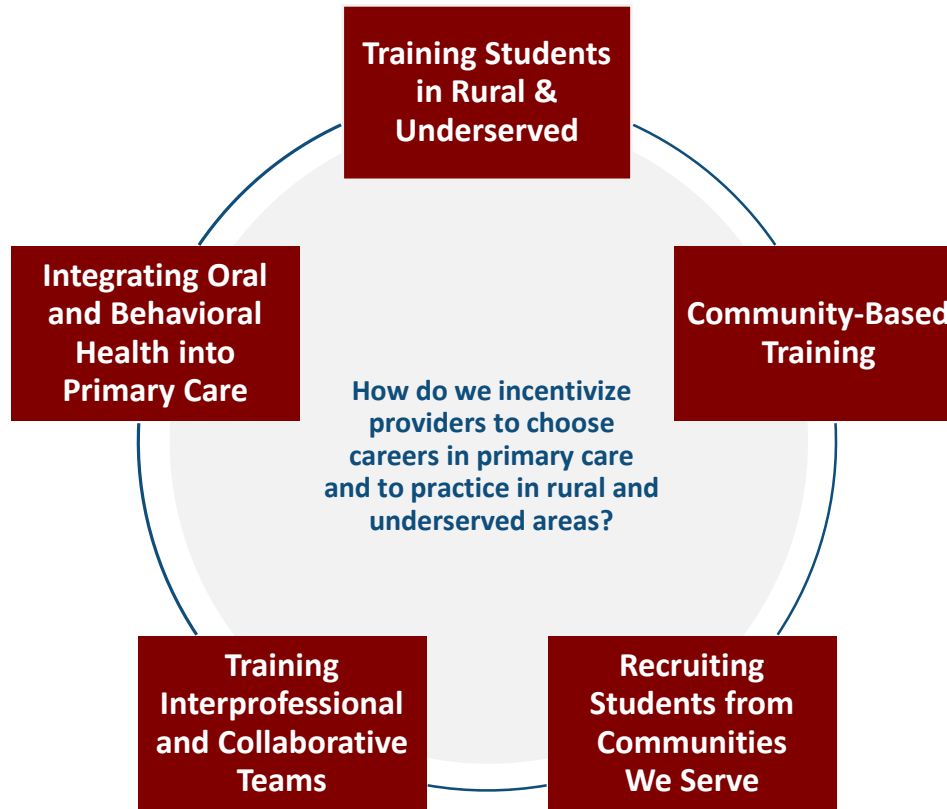 Training Students
in Rural &
Underserved
Community-Based
Training
Recruiting
Students from
Communities
We Serve
Training
Interprofessional
and Collaborative
Teams
Integrating Oral
and Behavioral
Health into
Primary Care
How do we incentivize
providers to choose
careers in primary care
and to practice in rural and
underserved areas?